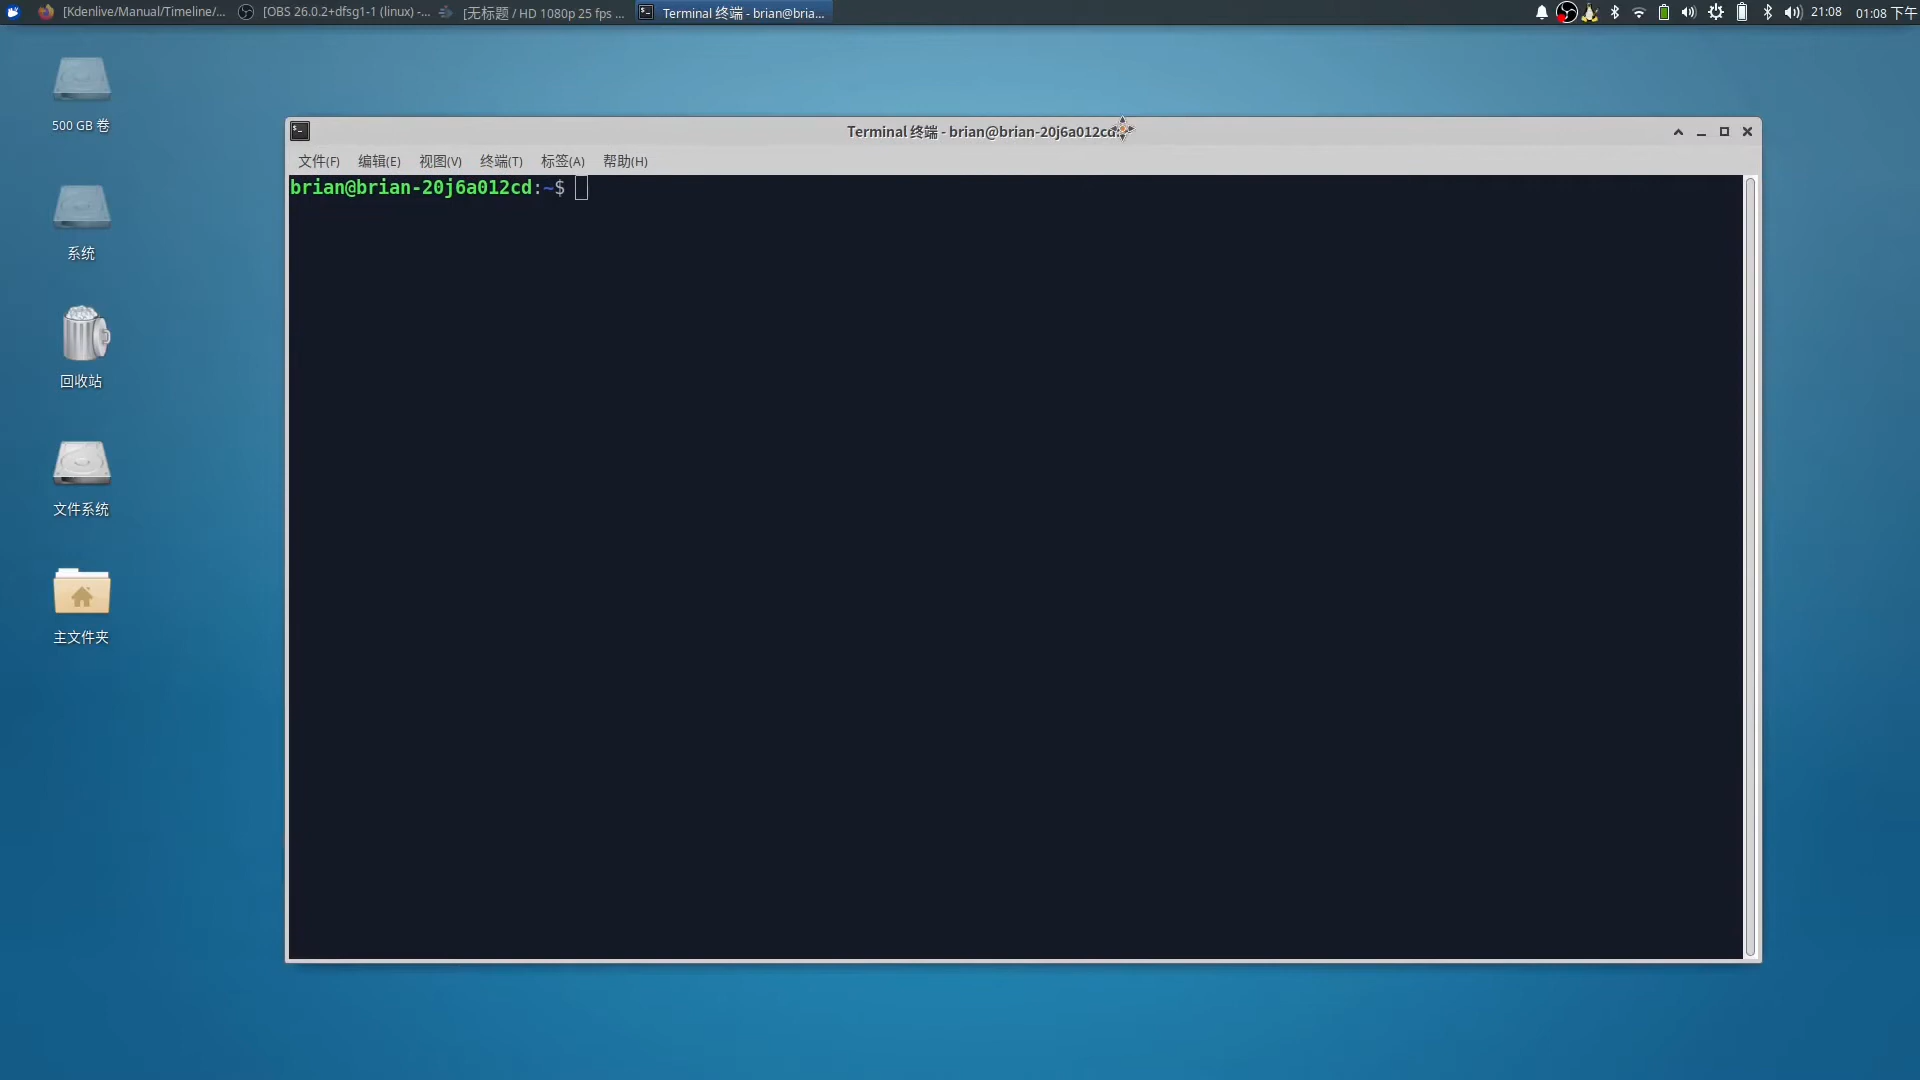 [Kdenlive/Manual/Timeline/...
[OBS 26.0.2+dfsg1-1 (linux) -...
[无标题 / HD 1080p 25 fps ...
Terminal 终端 - brian@bria...
21:08
01:08 下午
500 GB 卷
系统
回收站
文件系统
主文件夹
Terminal 终端 - brian@brian-20j6a012cd:
文件(F) 编辑(E) 视图(V) 终端(T) 标签(A) 帮助(H)
brian@brian-20j6a012cd:~$